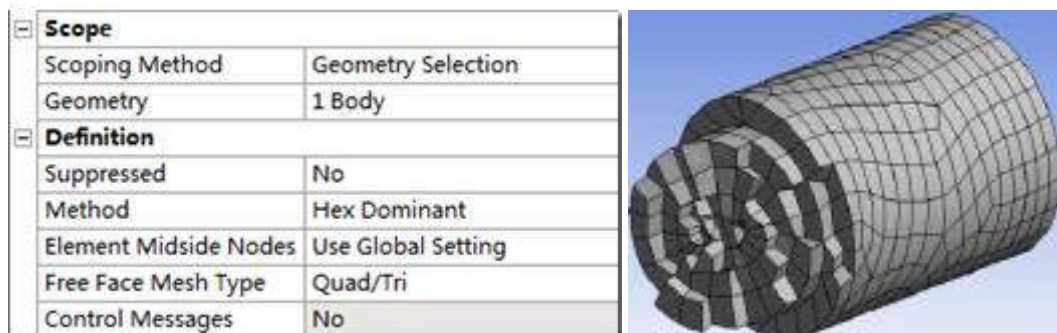 Scope
Scoping Method Geometry Selection
Geometry 1 Body
Definition
Suppressed No
Method Hex Dominant
Element Midside Nodes Use Global Setting
Free Face Mesh Type Quad/Tri
Control Messages No